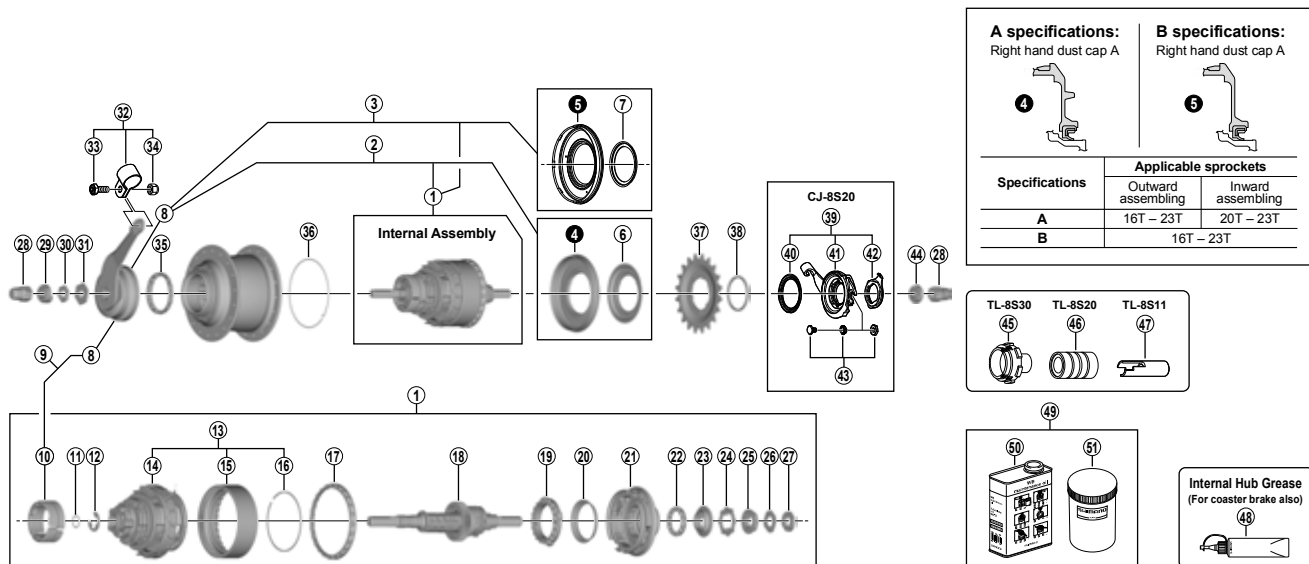 A specifications:
Right hand dust cap A
B specifications:
Right hand dust cap A
4
5
Specifications
Applicable sprockets
Outward assembling
Inward assembling
A
16T – 23T
20T – 23T
B
16T – 23T
3
2
1
5
7
32
33
34
8
Internal Assembly
4
6
28
29
30
31
35
36
37
38
CJ-8S20
39
40
41
42
43
44
28
TL-8S30
TL-8S20
TL-8S11
45
46
47
9
8
1
13
10
11
12
14
15
16
17
18
19
20
21
22
23
24
25
26
27
49
50
51
Internal Hub Grease
(For coaster brake also)
48